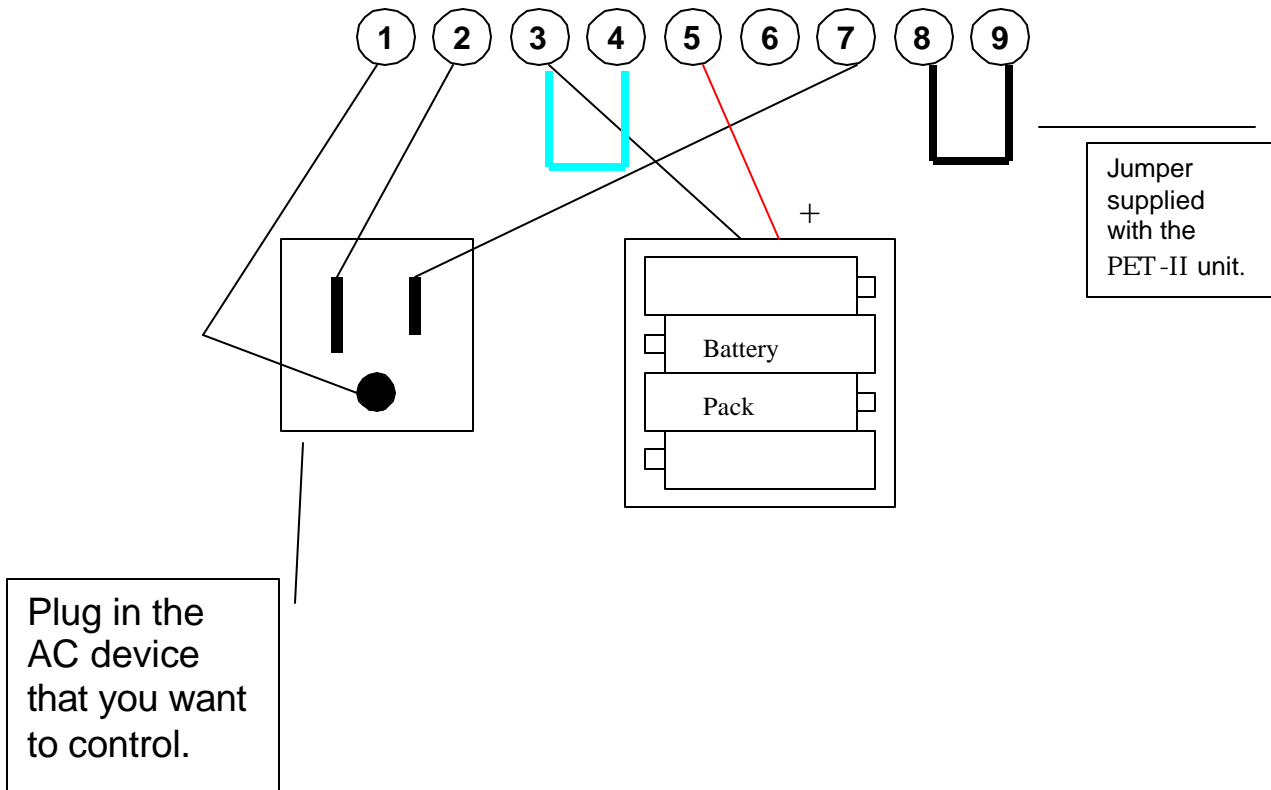 1 2 3 4 5 6 7 8 9
Jumper
supplied
with the
PET-II unit.
+
Battery
Pack
Plug in the
AC device
that you want
to control.